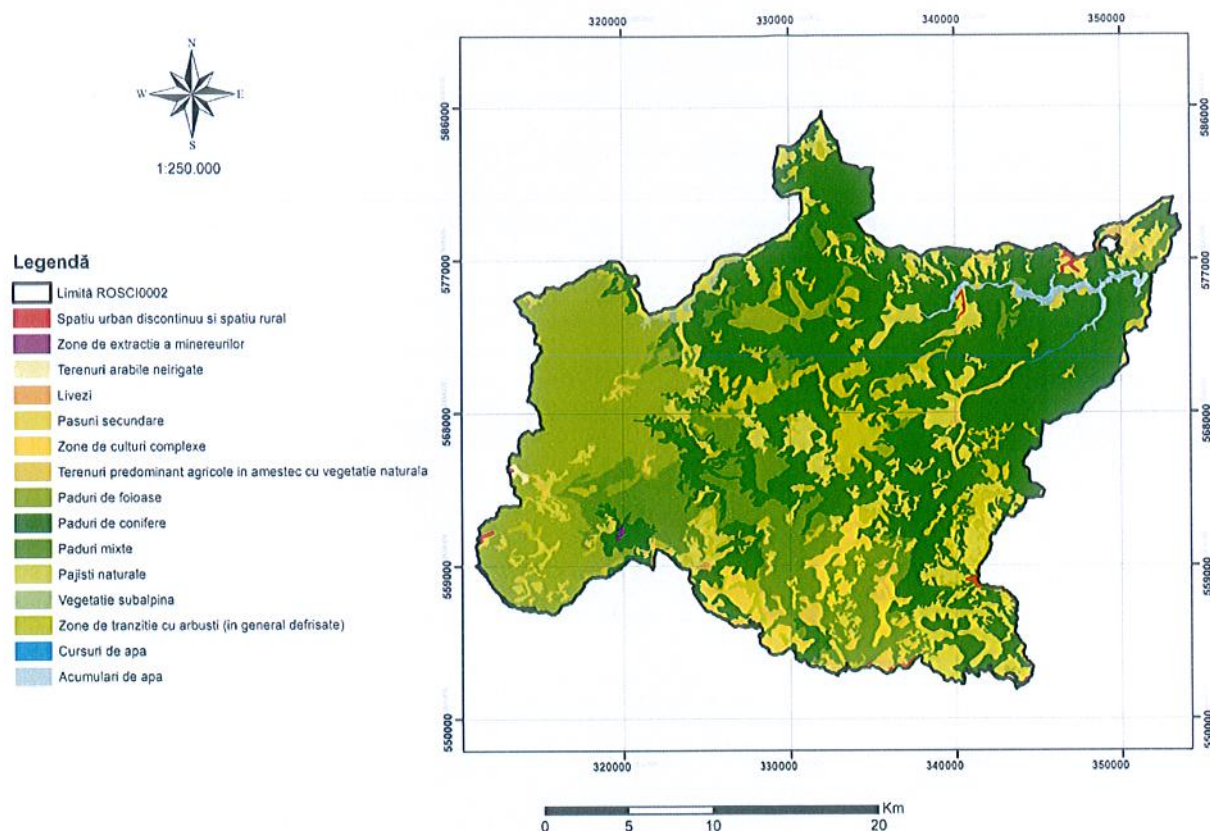 N
W E
S
1:250.000
Legendă
Limită ROSCI0002
Spatiu urban discontinuu si spatiu rural
Zone de extractie a minereurilor
Terenuri arabile neirigate
Livezi
Pasuni secundare
Zone de culturi complexe
Terenuri predominant agricole in amestec cu vegetatie naturala
Paduri de foioase
Paduri de conifere
Paduri mixte
Pajisti naturale
Vegetatie subalpina
Zone de tranzitie cu arbusti (in general defrisate)
Cursuri de apa
Acumulari de apa
320000 330000 340000 350000
586000 586000
577000 577000
568000 568000
559000 559000
550000 550000
320000 330000 340000 350000
Km
0 5 10 20